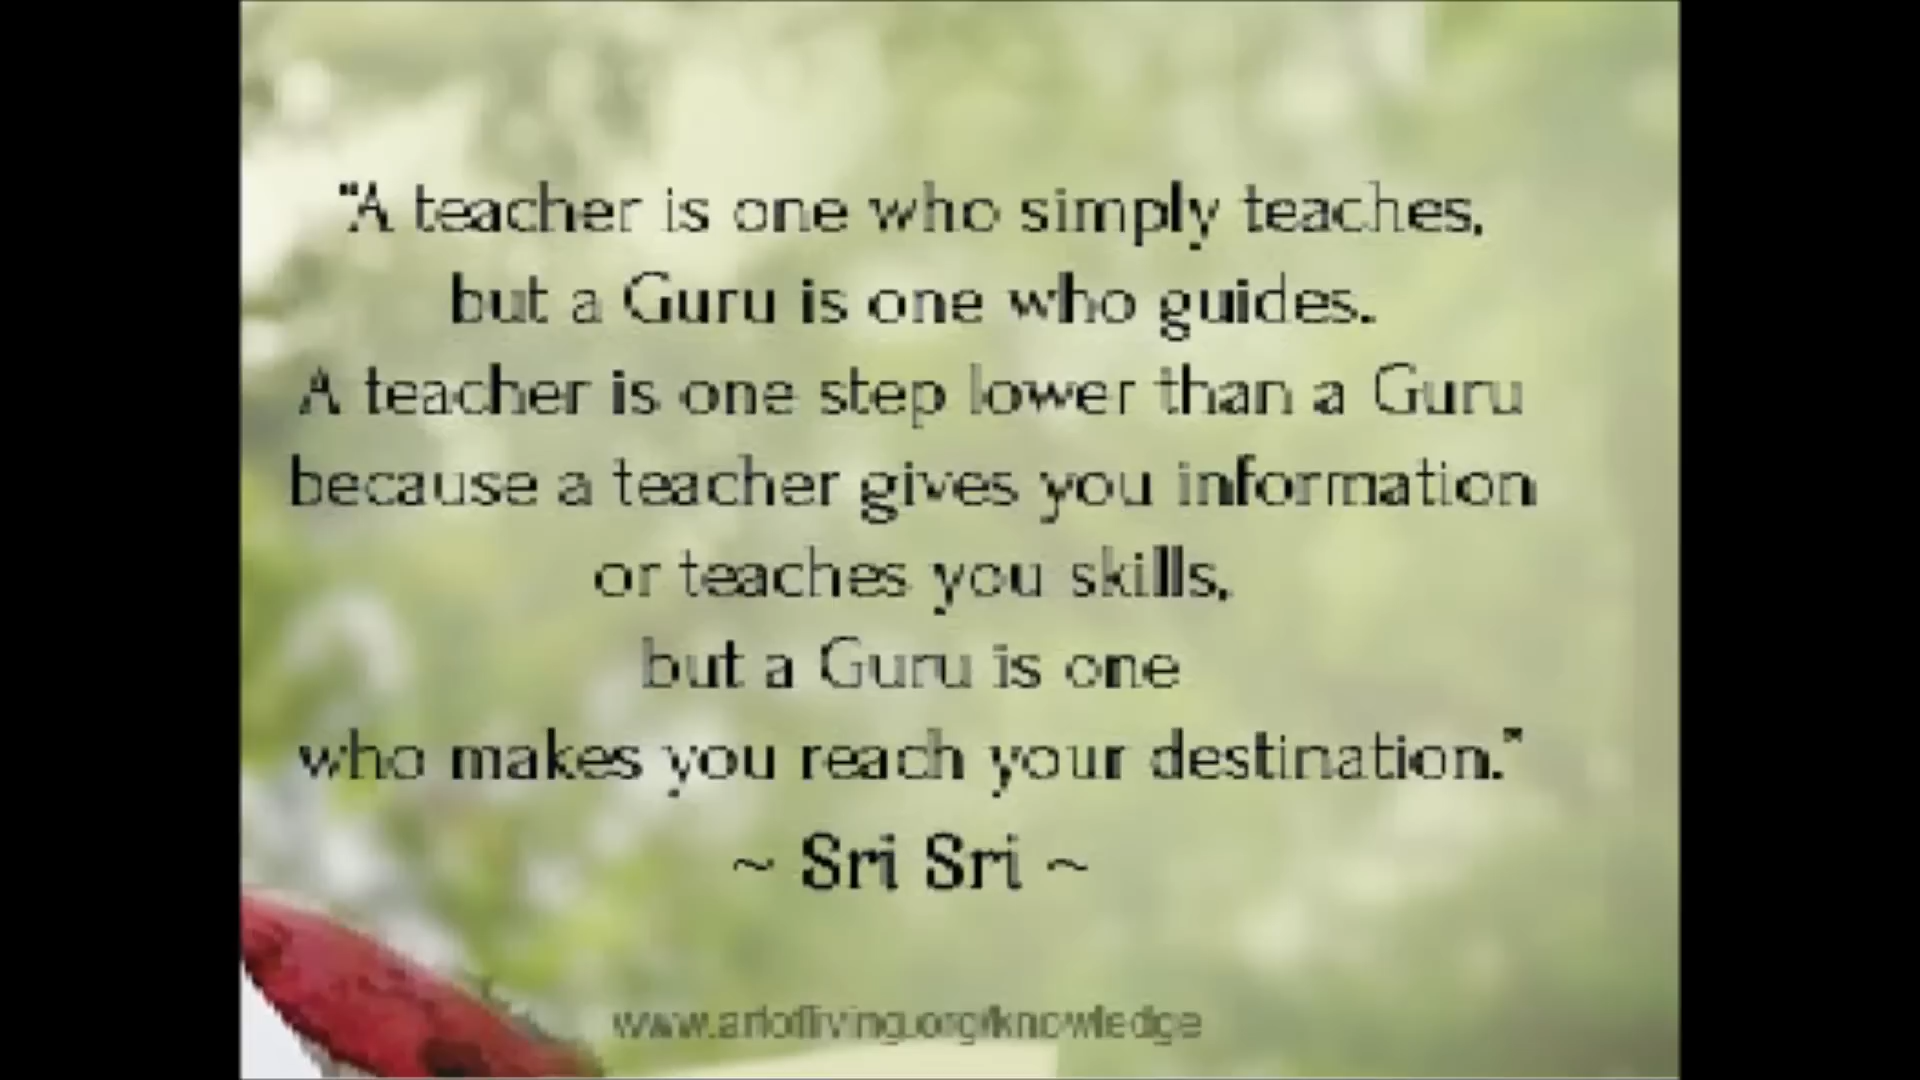 "A teacher is one who simply teaches,
but a Guru is one who guides.
A teacher is one step lower than a Guru
because a teacher gives you information
or teaches you skills,
but a Guru is one
who makes you reach your destination."
~ Sri Sri ~
www.artofliving.org/knowledge